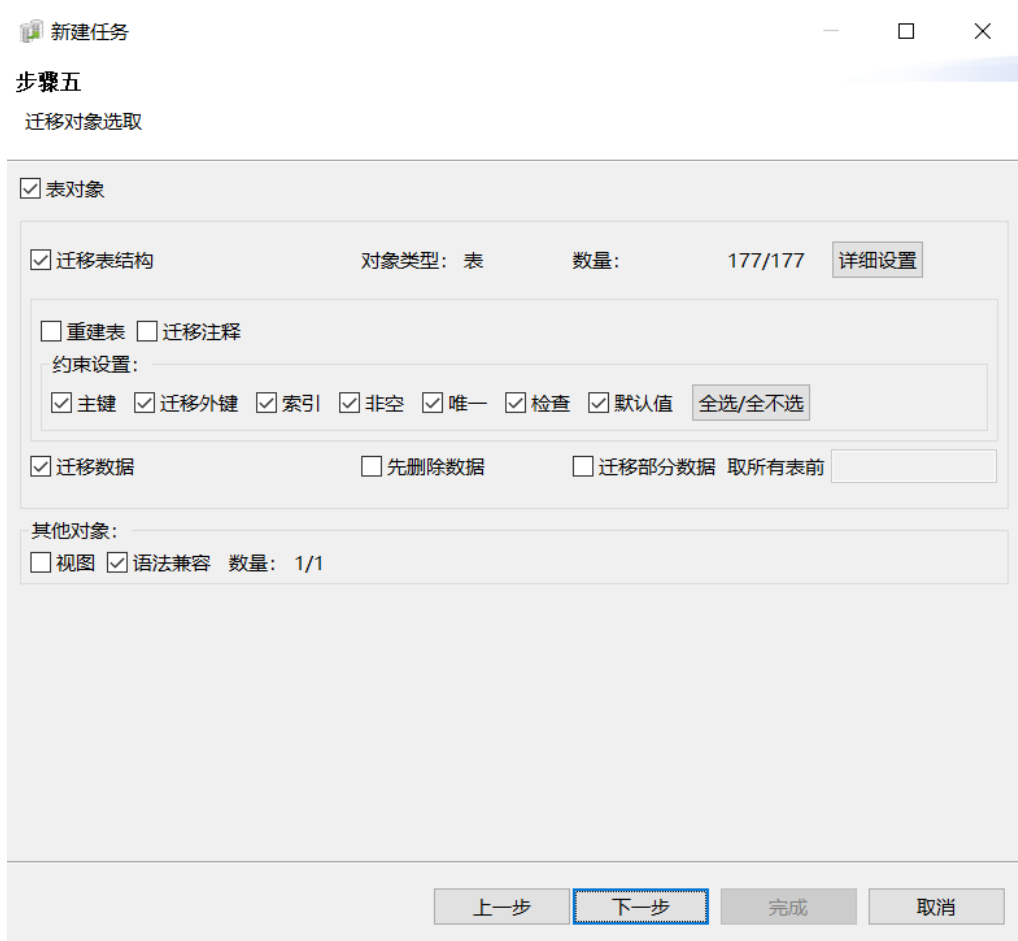 新建任务
步骤五
迁移对象选取
表对象
迁移表结构 对象类型: 表 数量: 177/177 详细设置
重建表 迁移注释
约束设置:
主键 迁移外键 索引 非空 唯一 检查 默认值 全选/全不选
迁移数据 先删除数据 迁移部分数据 取所有表前
其他对象:
视图 语法兼容 数量: 1/1
上一步 下一步 完成 取消